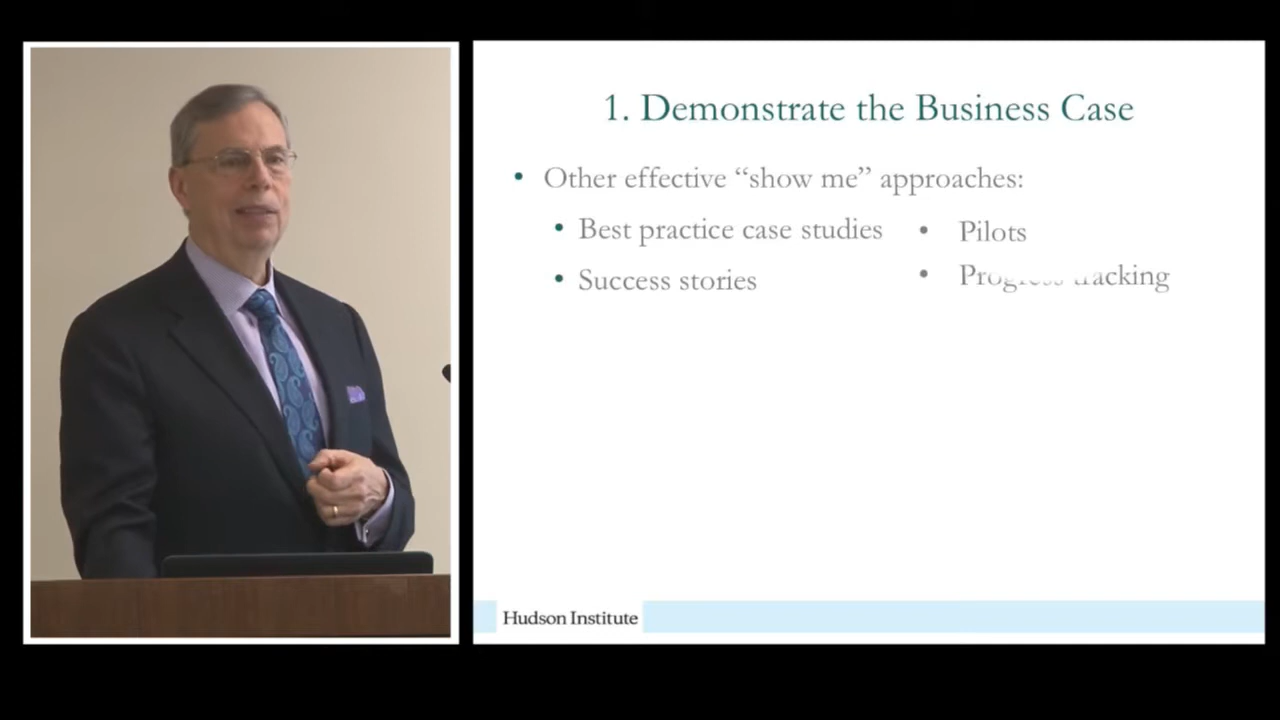 1. Demonstrate the Business Case
• Other effective “show me” approaches:
• Best practice case studies
• Success stories
• Pilots
• Progress tracking
Hudson Institute